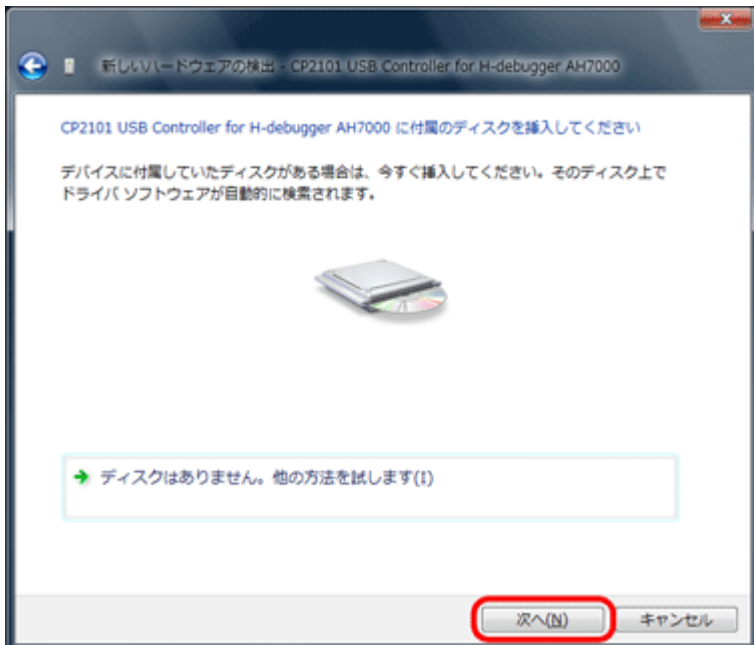 新しいハードウェアの検出 - CP2101 USB Controller for H-debugger AH7000
CP2101 USB Controller for H-debugger AH7000 に付属のディスクを挿入してください
デバイスに付属していたディスクがある場合は、今すぐ挿入してください。そのディスク上で
ドライバ ソフトウェアが自動的に検索されます。
ディスクはありません。他の方法を試します(I)
次へ(N)
キャンセル